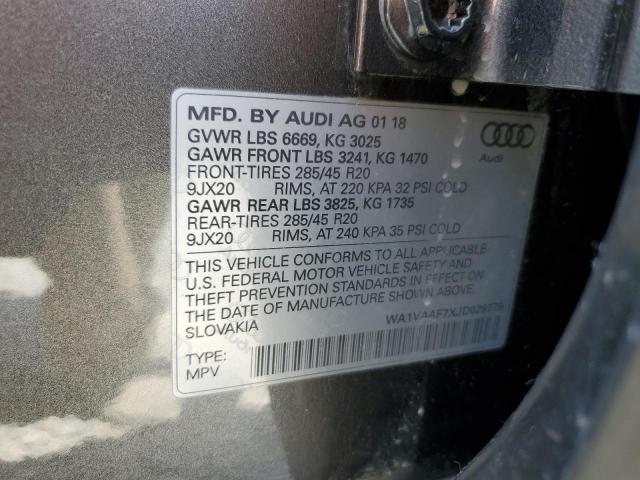 MFD. BY AUDI AG 01 18
GVWR LBS 6669, KG 3025
GAWR FRONT LBS 3241, KG 1470
FRONT-TIRES 285/45 R20
9JX20 RIMS, AT 220 KPA 32 PSI COLD
GAWR REAR LBS 3825, KG 1735
REAR-TIRES 285/45 R20
9JX20 RIMS, AT 240 KPA 35 PSI COLD
Audi
THIS VEHICLE CONFORMS TO ALL APPLICABLE
U.S. FEDERAL MOTOR VEHICLE SAFETY AND
THEFT PREVENTION STANDARDS IN EFFECT ON
THE DATE OF MANUFACTURE SHOWN ABOVE.
SLOVAKIA
WA1VAAF7XJD029776
TYPE:
MPV